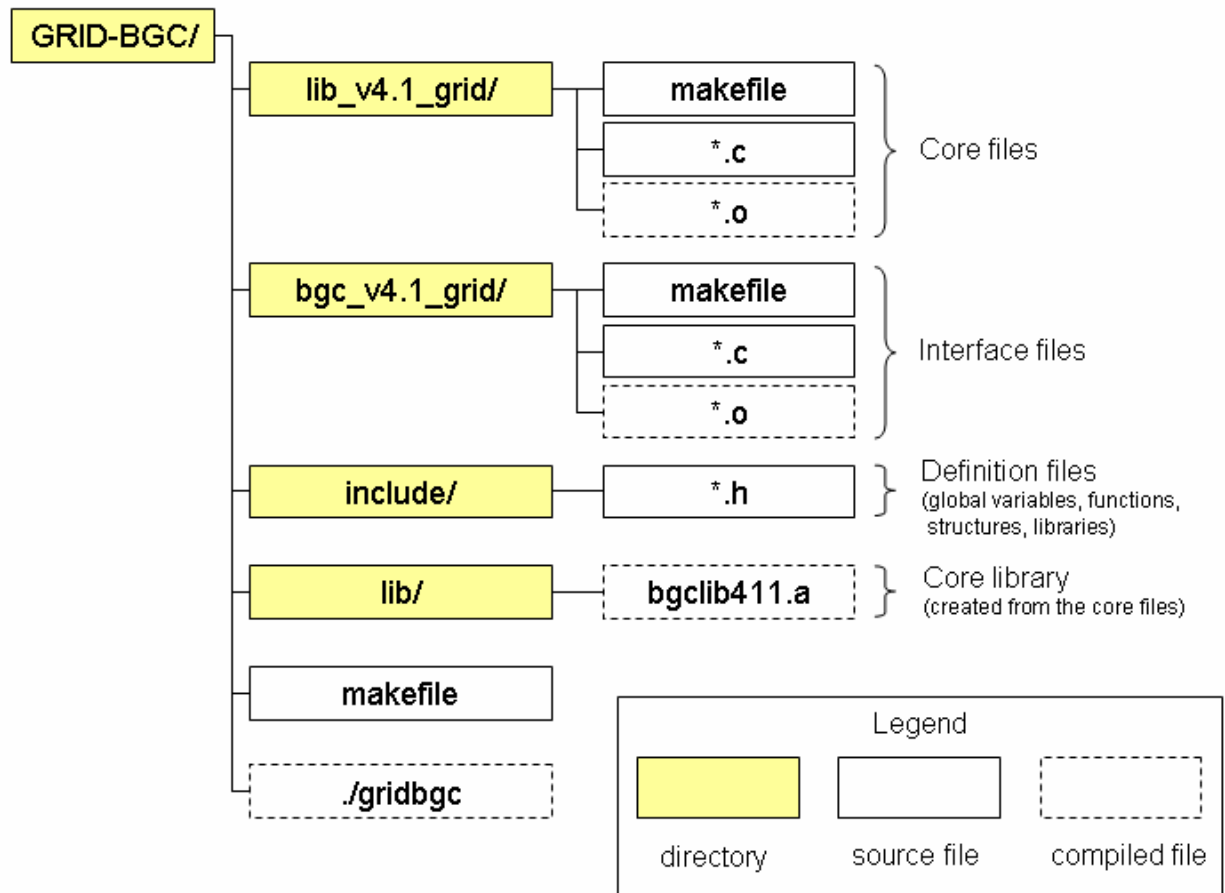 GRID-BGC/
lib_v4.1_grid/
makefile
*.c
*.o
Core files
bgc_v4.1_grid/
makefile
*.c
*.o
Interface files
include/
*.h
Definition files
(global variables, functions,
structures, libraries)
lib/
bgclib411.a
Core library
(created from the core files)
makefile
./gridbgc
Legend
directory
source file
compiled file